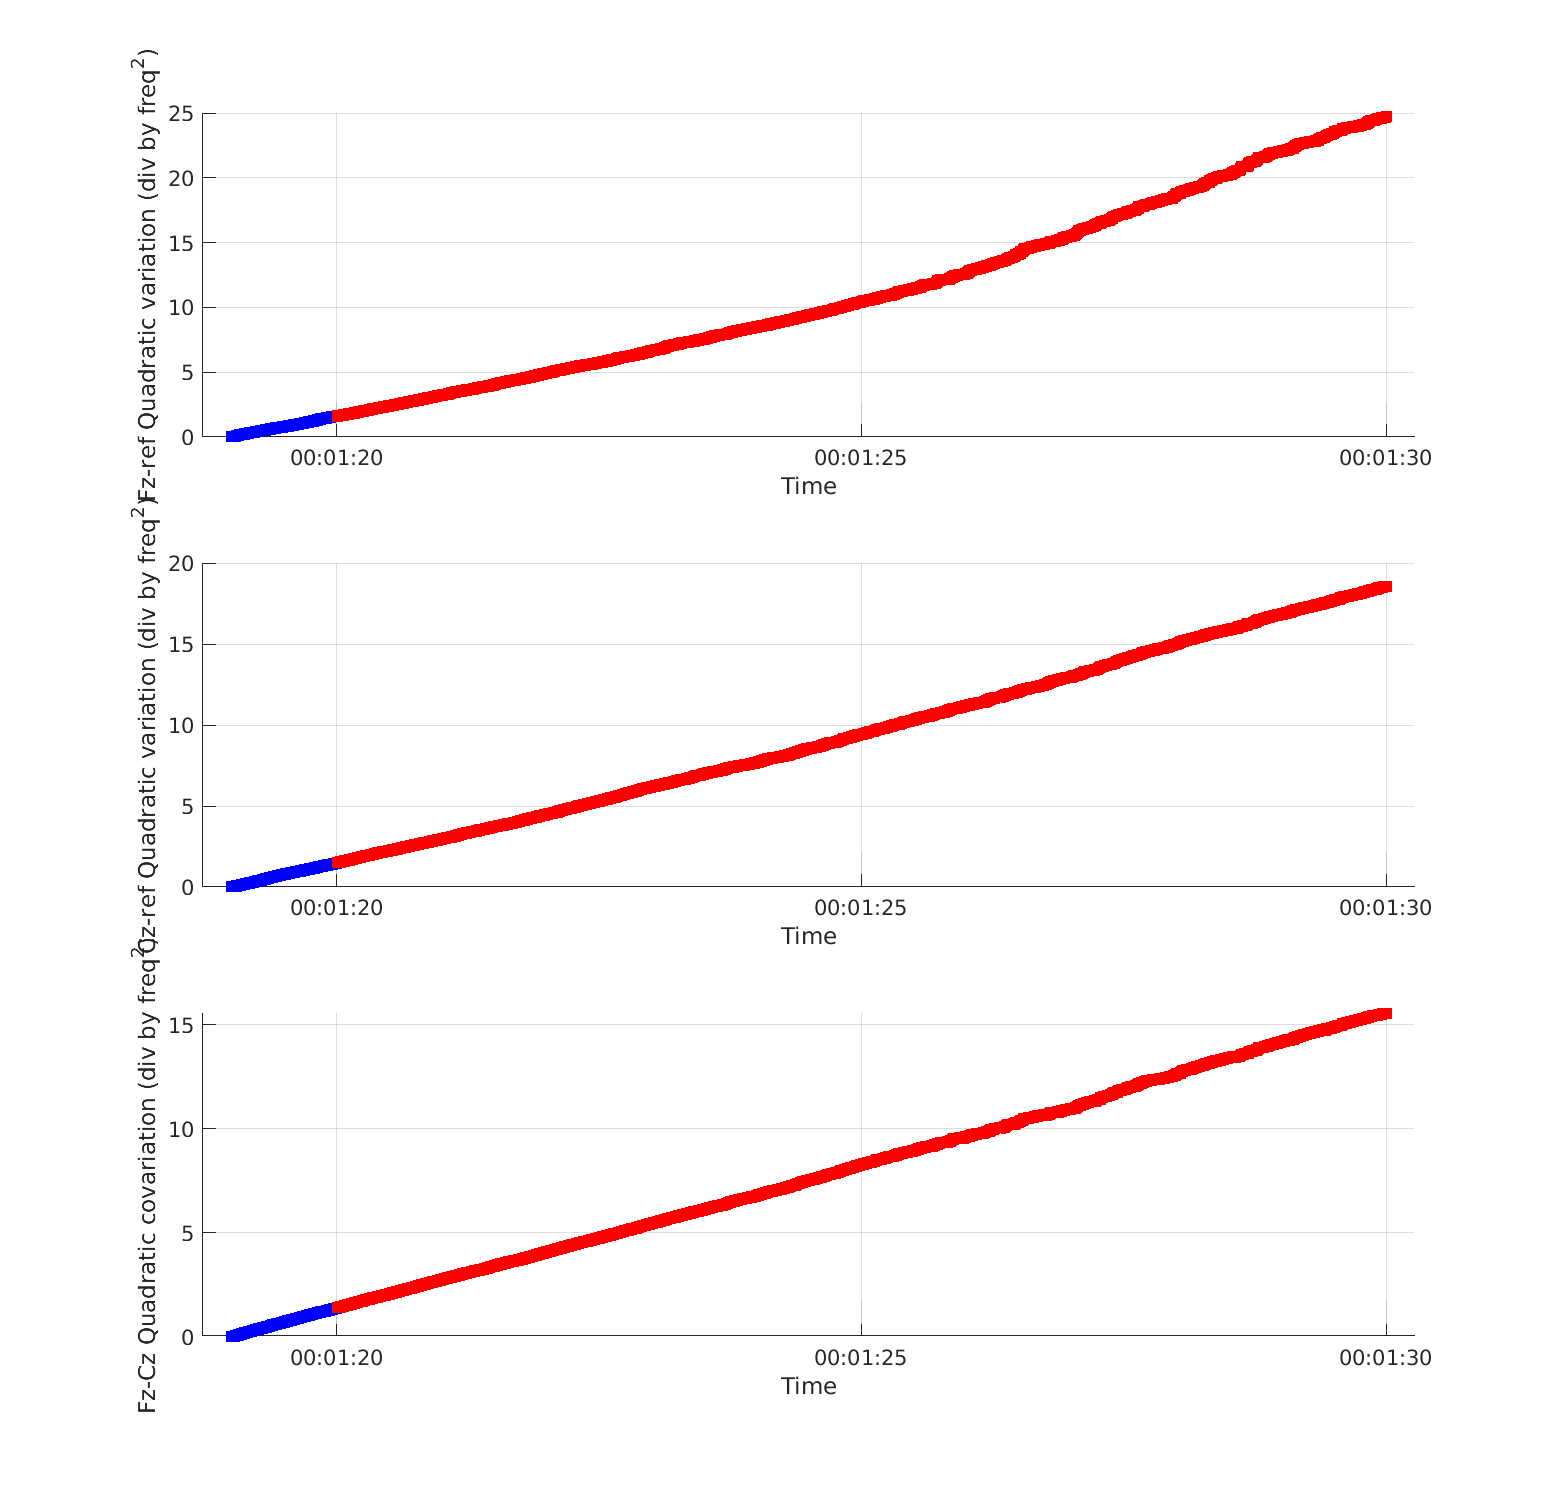 Fz-ref Quadratic variation (div by freq²)
25
20
15
10
5
0
00:01:20 00:01:25 00:01:30
Time
Cz-ref Quadratic variation (div by freq²)
20
15
10
5
0
00:01:20 00:01:25 00:01:30
Time
Fz-Cz Quadratic covariation (div by freq²)
15
10
5
0
00:01:20 00:01:25 00:01:30
Time